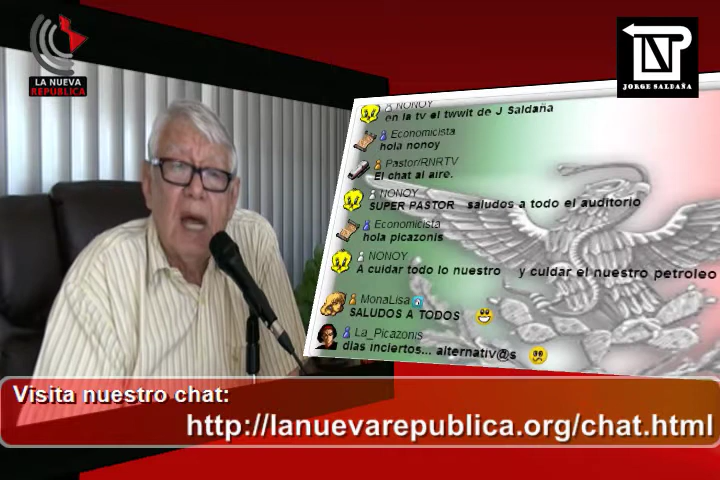 LA NUEVA
REPÚBLICA
JORGE SALDAÑA
NONOY
en la tv el twwit de J Saldaña
Economicista
hola nonoy
Pastor/RNRTV
El chat al aire.
NONOY
SUPER PASTOR saludos a todo el auditorio
Economicista
hola picazonis
NONOY
A cuidar todo lo nuestro y cuidar el nuestro petroleo
MonaLisa
SALUDOS A TODOS
La_Picazonis
dias inciertos... alternativ@s
Visita nuestro chat:
http://lanuevarepublica.org/chat.html